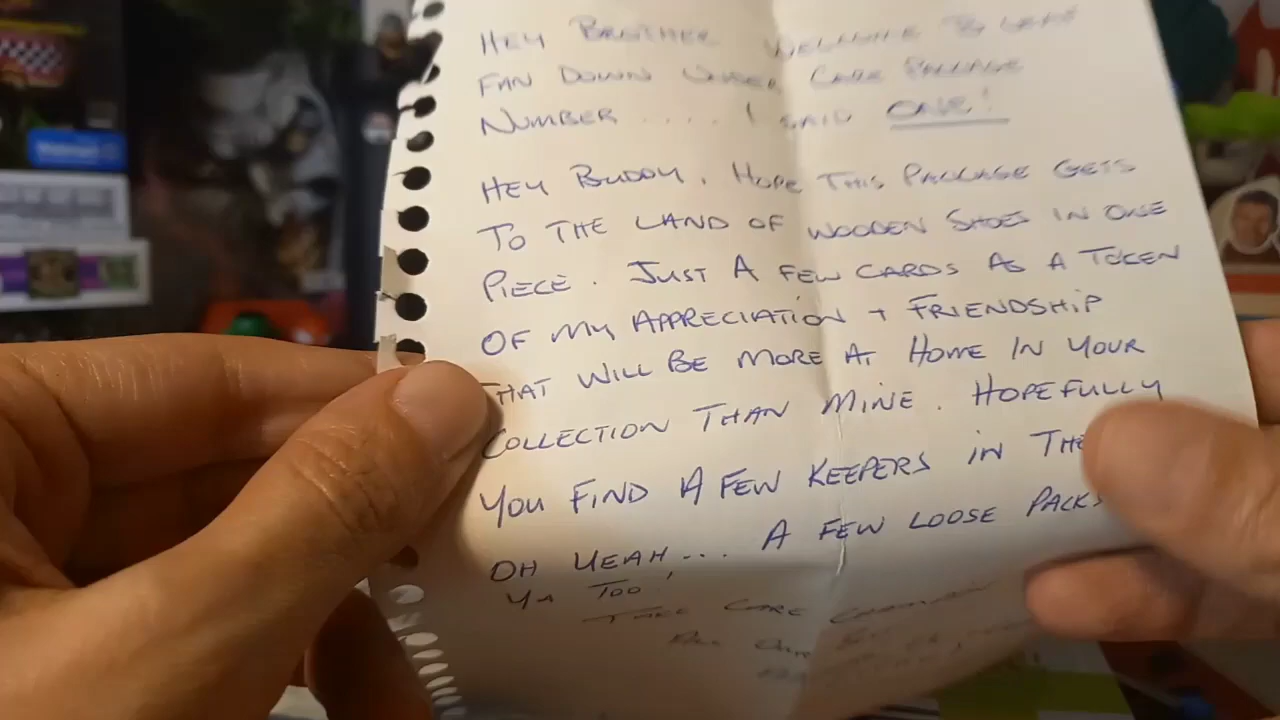 HEY BROTHER WELCOME TO
FAN DOWN UNDER CARE PACKAGE
NUMBER .... I SAID ONE!
HEY BUDDY. HOPE THIS PACKAGE GETS
TO THE LAND OF WOODEN SHOES IN ONE
PIECE. JUST A FEW CARDS AS A TOKEN
OF MY APPRECIATION + FRIENDSHIP
THAT WILL BE MORE AT HOME IN YOUR
COLLECTION THAN MINE. HOPEFULLY
YOU FIND A FEW KEEPERS IN
OH YEAH... A FEW LOOSE PACKS
YA TOO,
TAKE CARE